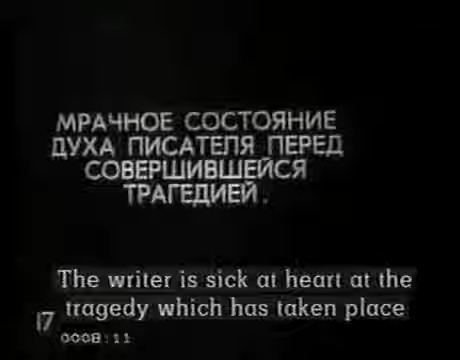 МРАЧНОЕ СОСТОЯНИЕ
ДУХА ПИСАТЕЛЯ ПЕРЕД
СОВЕРШИВШЕЙСЯ
ТРАГЕДИЕЙ.
The writer is sick at heart at the
tragedy which has taken place
17
0008:11